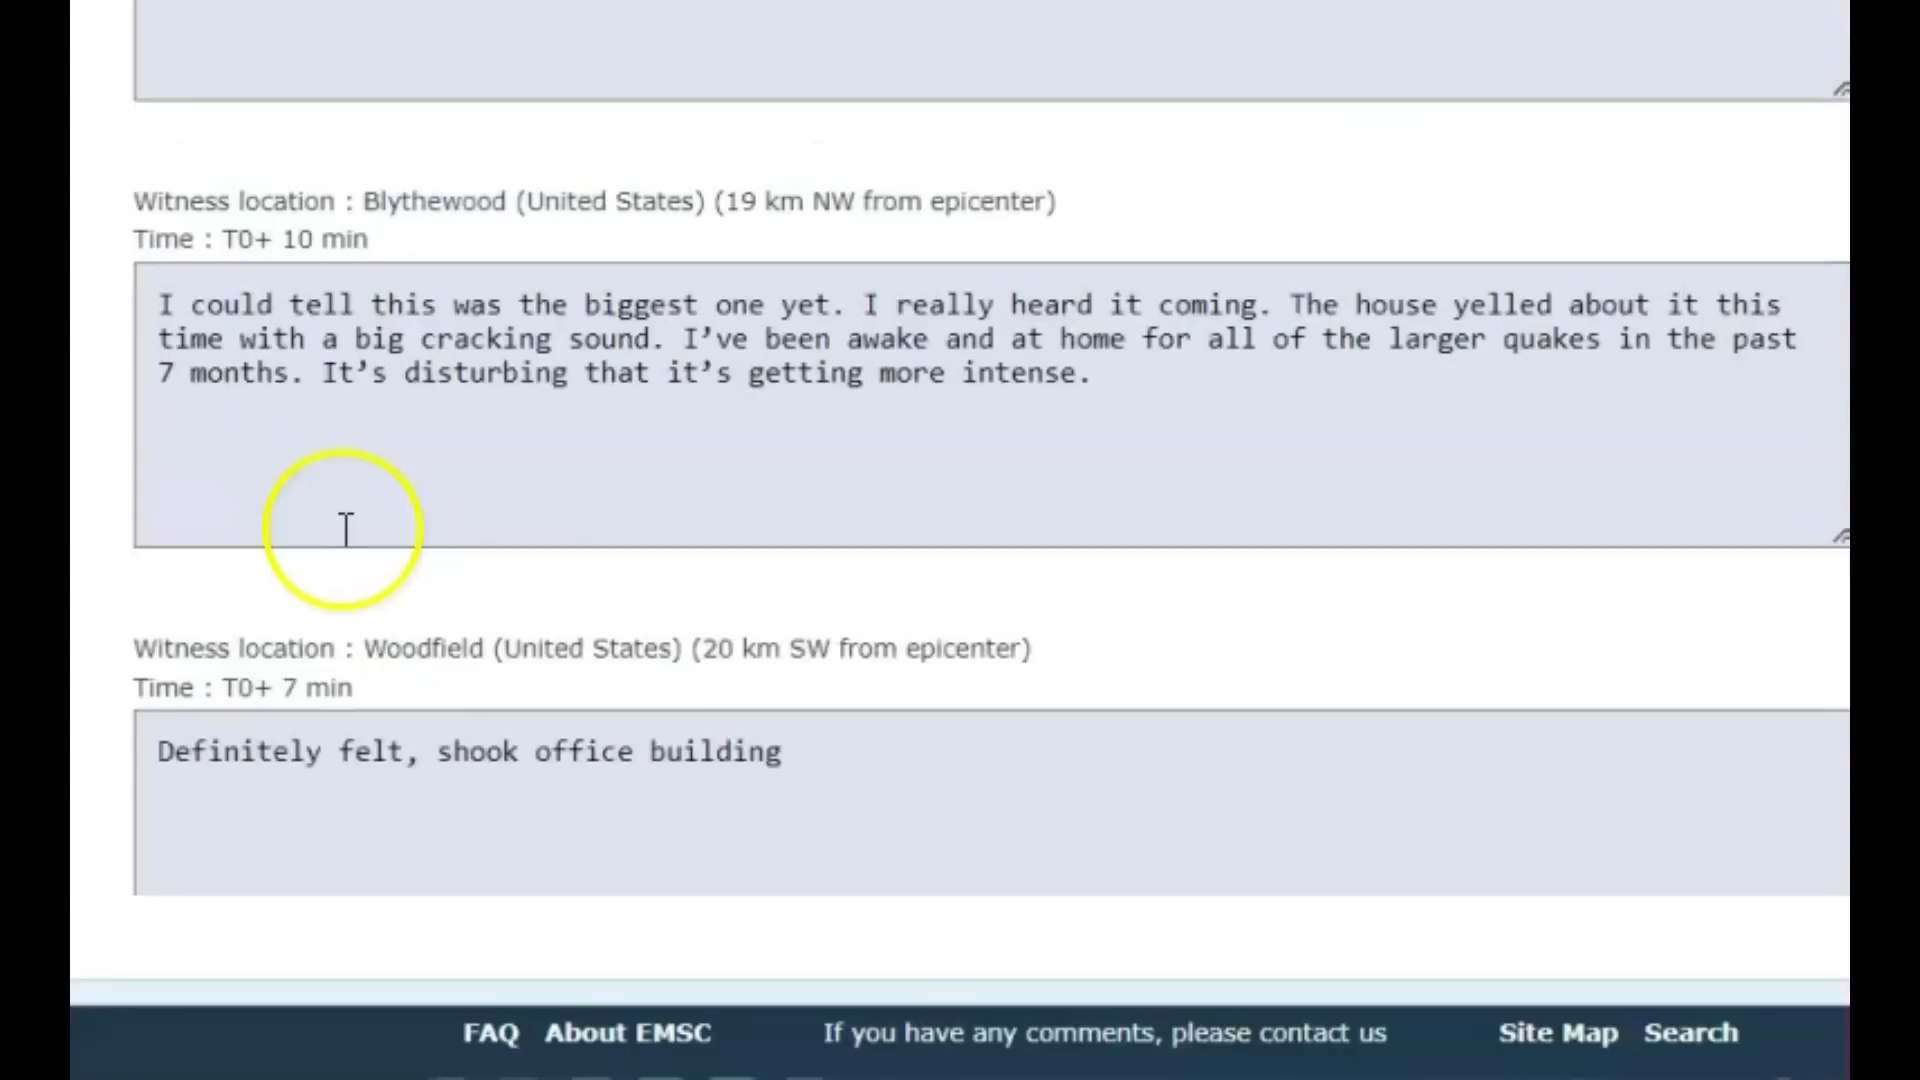 Witness location : Blythewood (United States) (19 km NW from epicenter)
Time : T0+ 10 min
I could tell this was the biggest one yet. I really heard it coming. The house yelled about it this
time with a big cracking sound. I’ve been awake and at home for all of the larger quakes in the past
7 months. It’s disturbing that it’s getting more intense.
Witness location : Woodfield (United States) (20 km SW from epicenter)
Time : T0+ 7 min
Definitely felt, shook office building
FAQ About EMSC If you have any comments, please contact us Site Map Search